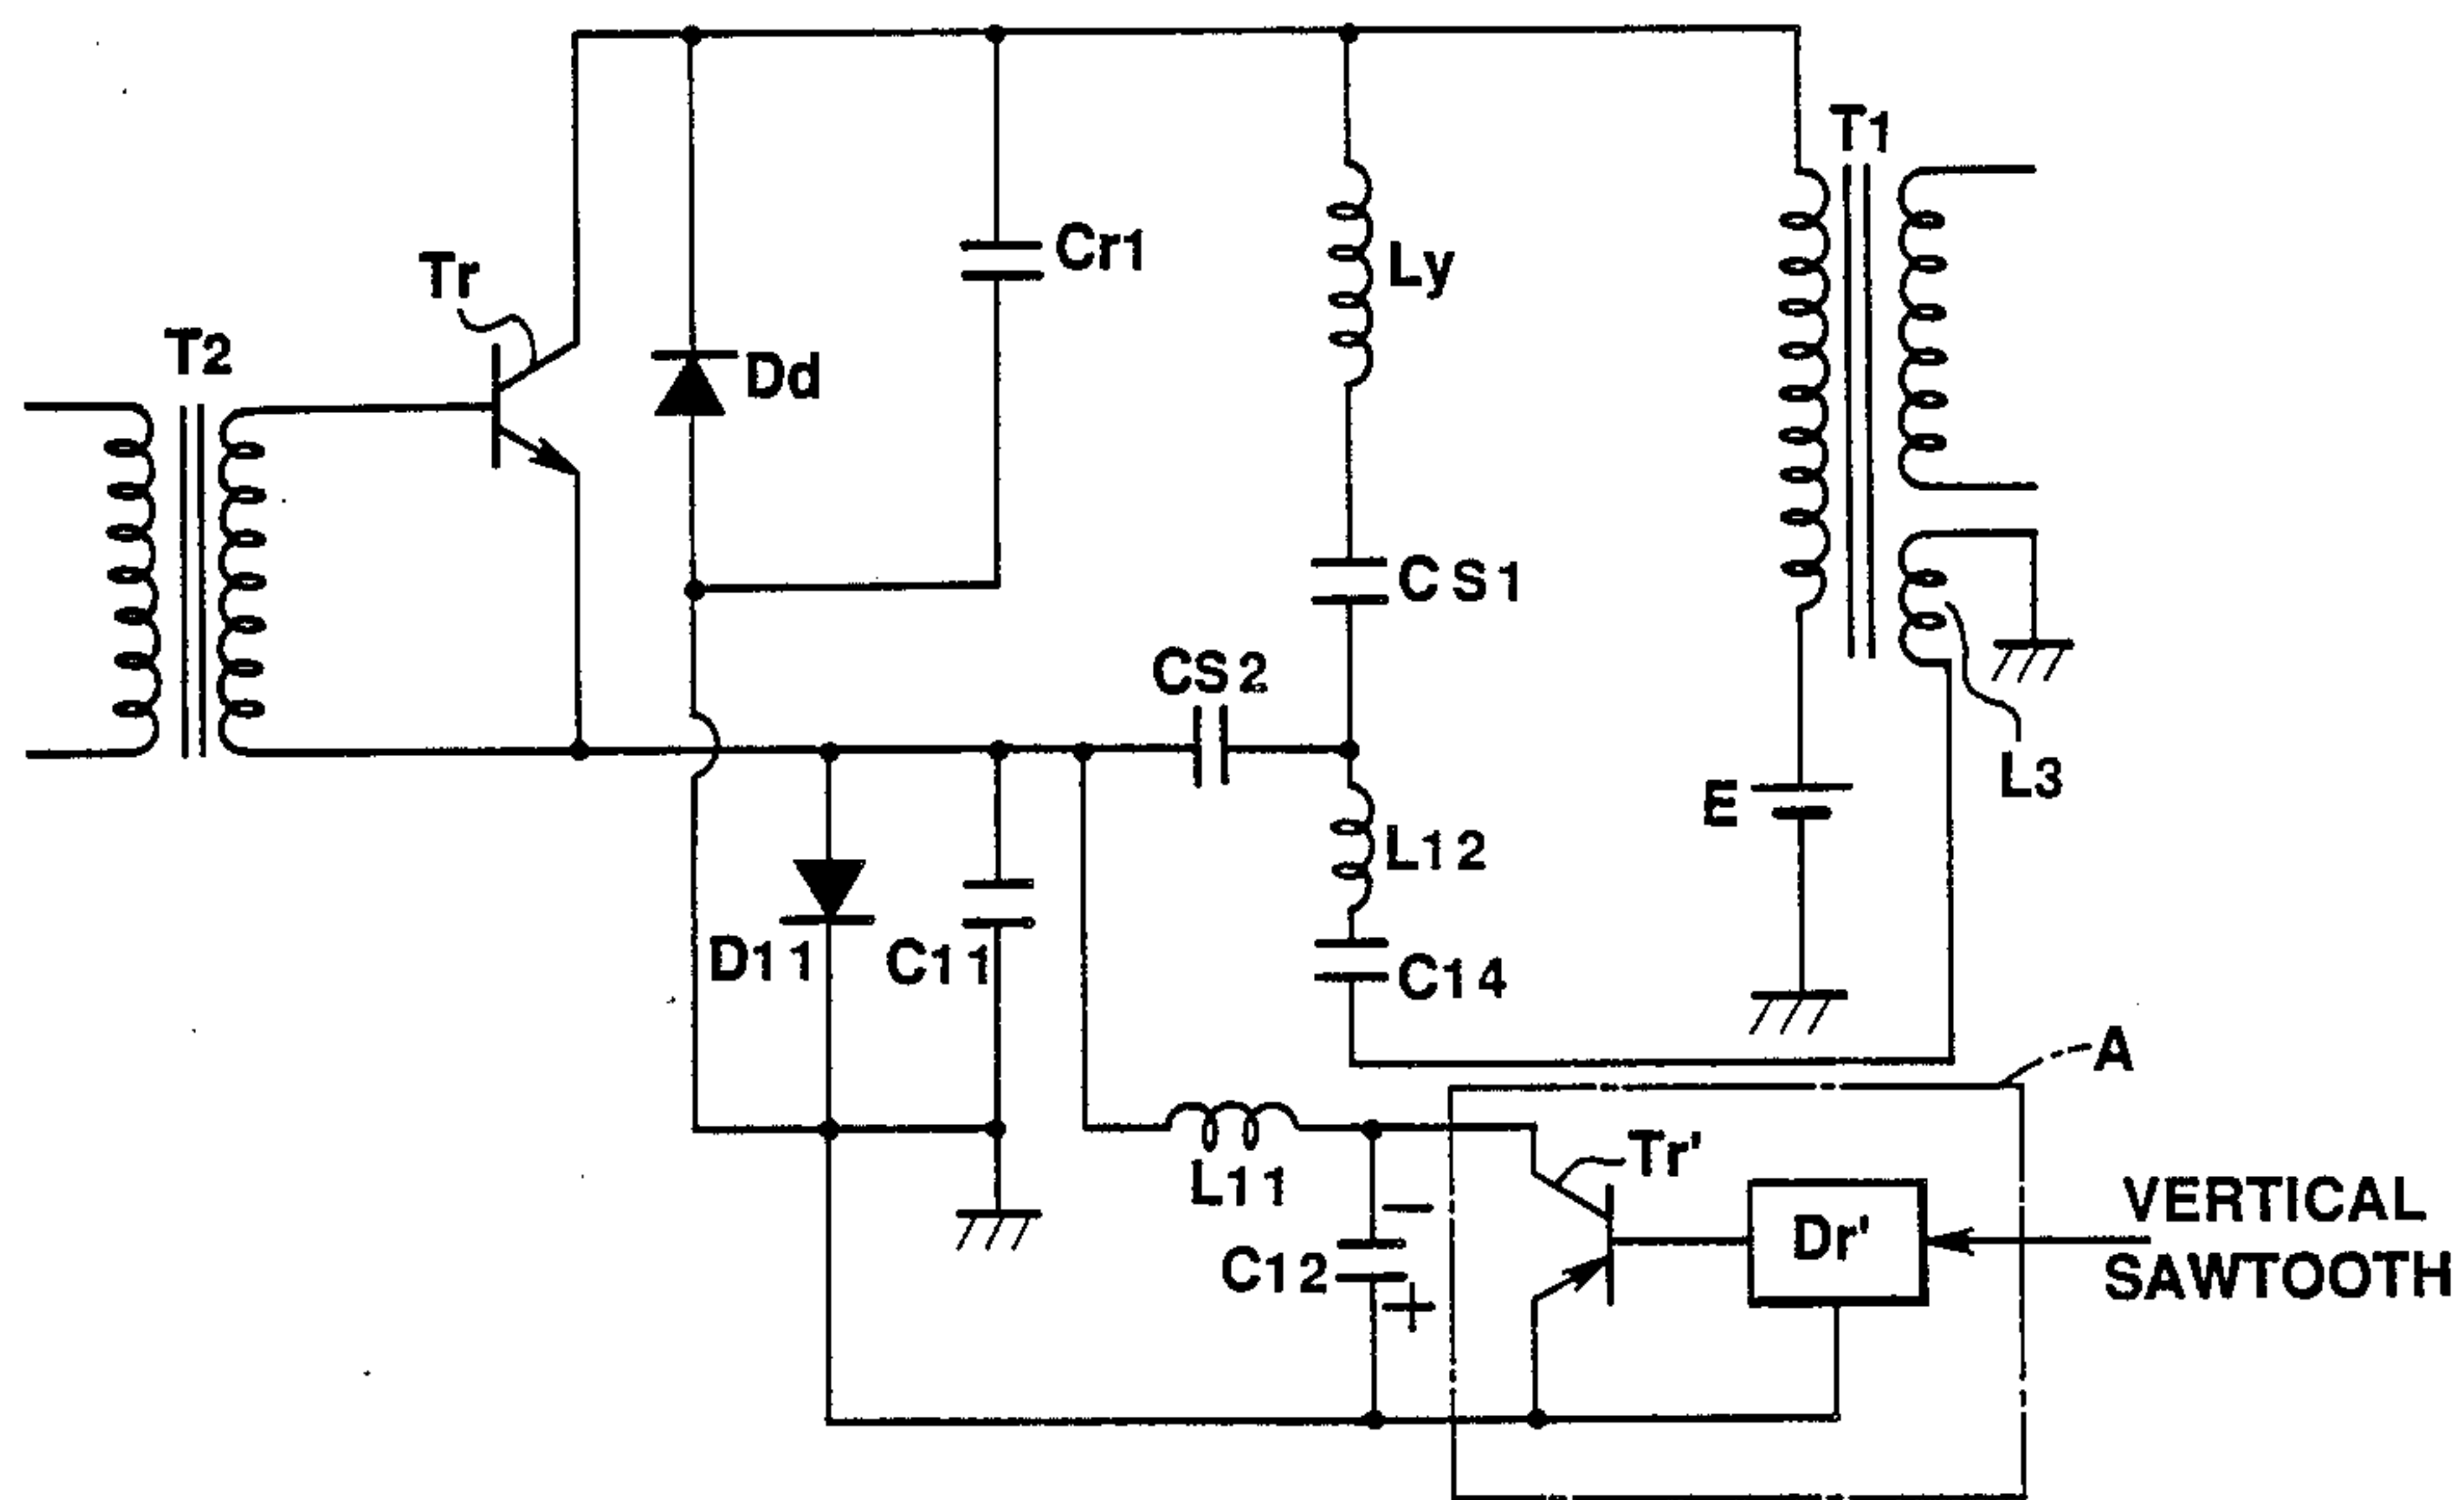 T1
Cr1
Tr
Ly
T2
Dd
CS1
CS2
L3
E
L12
D11
C11
C14
A
Tr'
L11
VERTICAL
SAWTOOTH
Dr'
−
C12
+